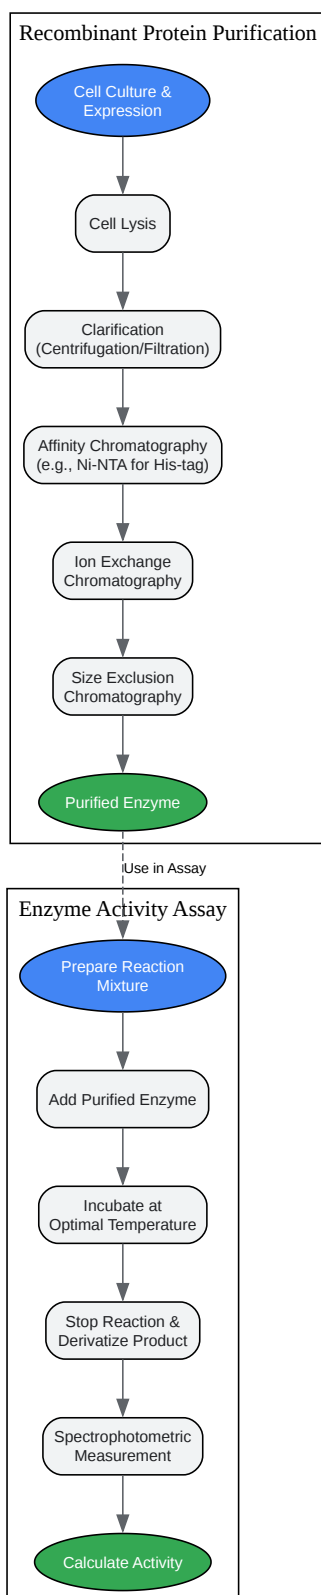 Recombinant Protein Purification
Cell Culture &
Expression
Cell Lysis
Clarification
(Centrifugation/Filtration)
Affinity Chromatography
(e.g., Ni-NTA for His-tag)
Ion Exchange
Chromatography
Size Exclusion
Chromatography
Purified Enzyme
Use in Assay
Enzyme Activity Assay
Prepare Reaction
Mixture
Add Purified Enzyme
Incubate at
Optimal Temperature
Stop Reaction &
Derivatize Product
Spectrophotometric
Measurement
Calculate Activity